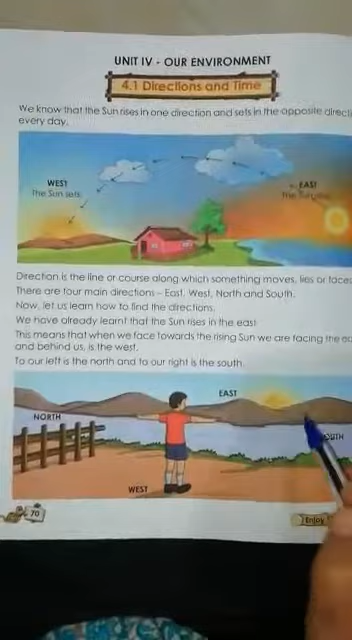 UNIT IV - OUR ENVIRONMENT
4.1 Directions and Time
We know that the Sun rises in one direction and sets in the opposite
every day.
WEST
The Sun sets
EAST
The Sun
Direction is the line or course along which something moves, lies or
There are four main directions – East, West, North and South.
Now, let us learn how to find the directions.
We have already learnt that the Sun rises in the east.
This means that when we face towards the rising Sun we are facing the
and behind us, is the west.
To our left is the north and to our right is the south.
EAST
NORTH
OUTH
WEST
70
Enjoy